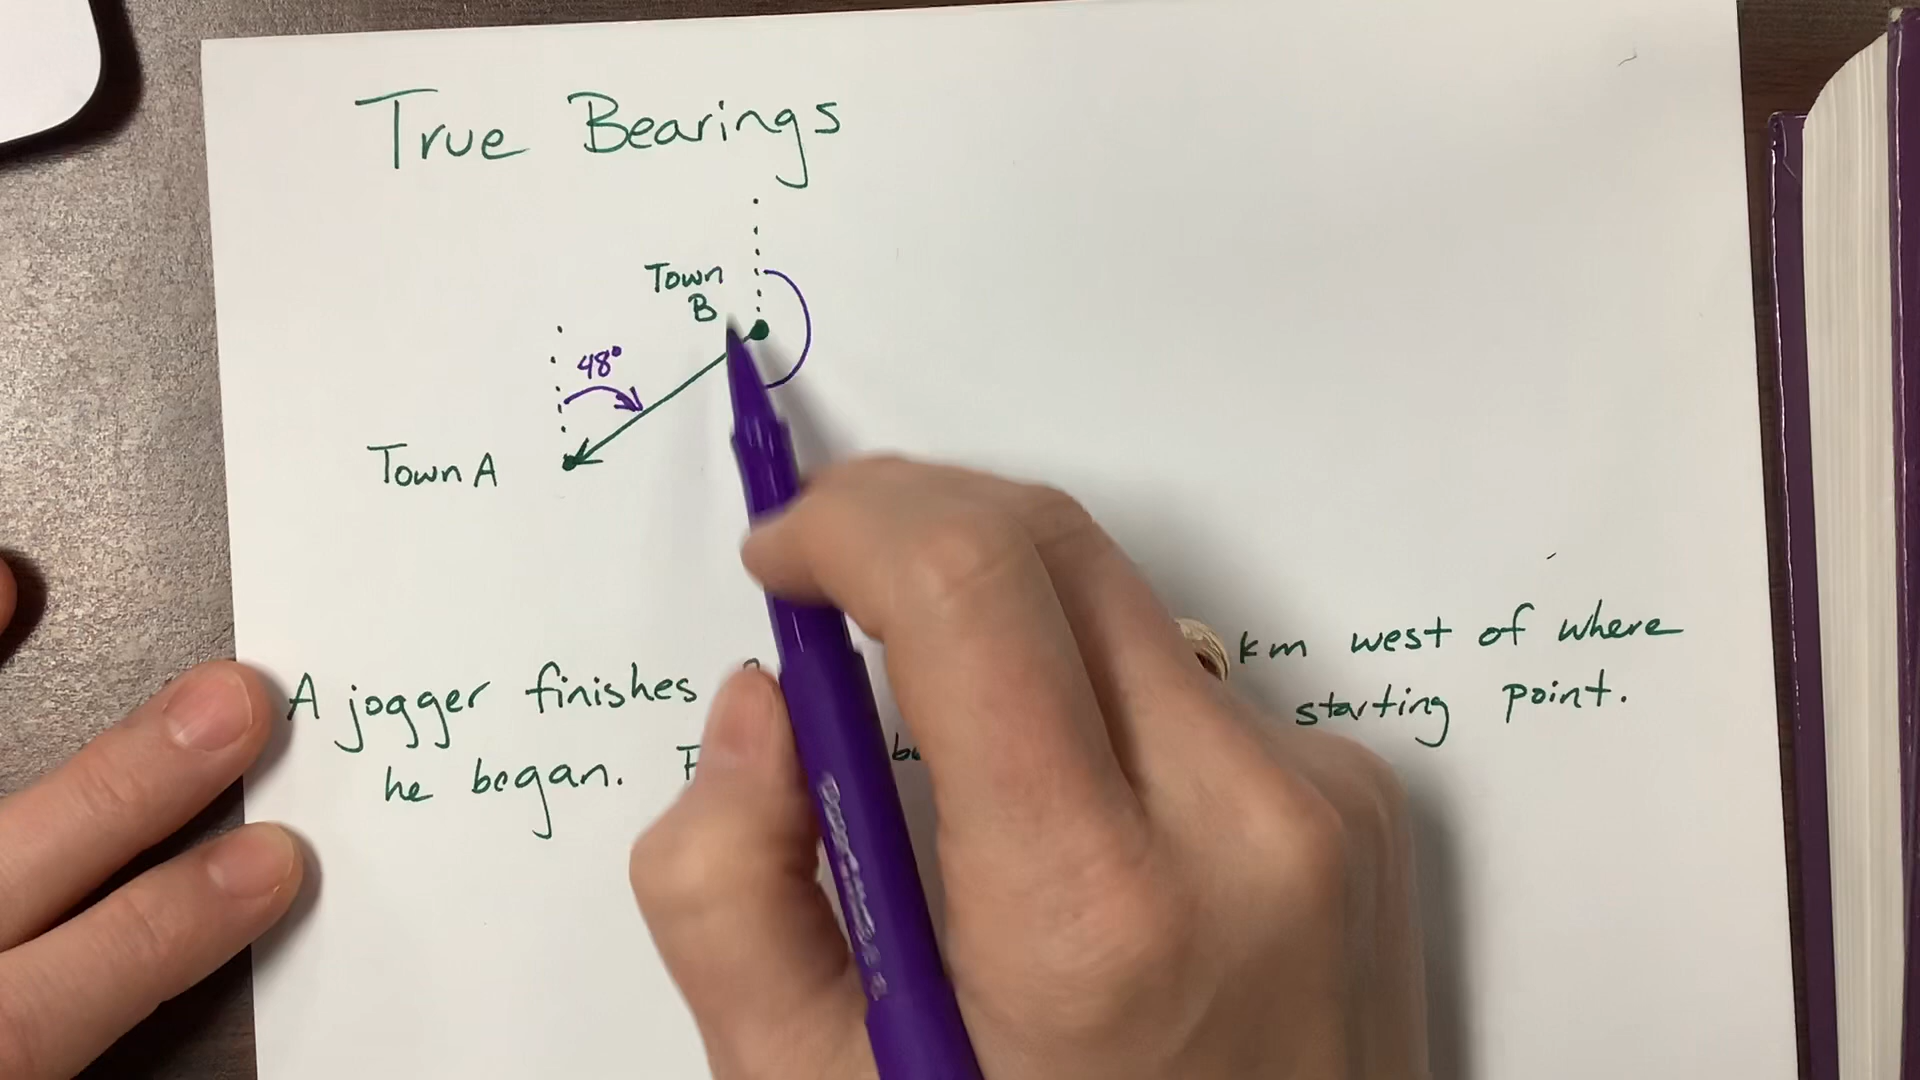 True Bearings
Town
B
48°
Town A
A jogger finishes km west of where
he began. starting point.